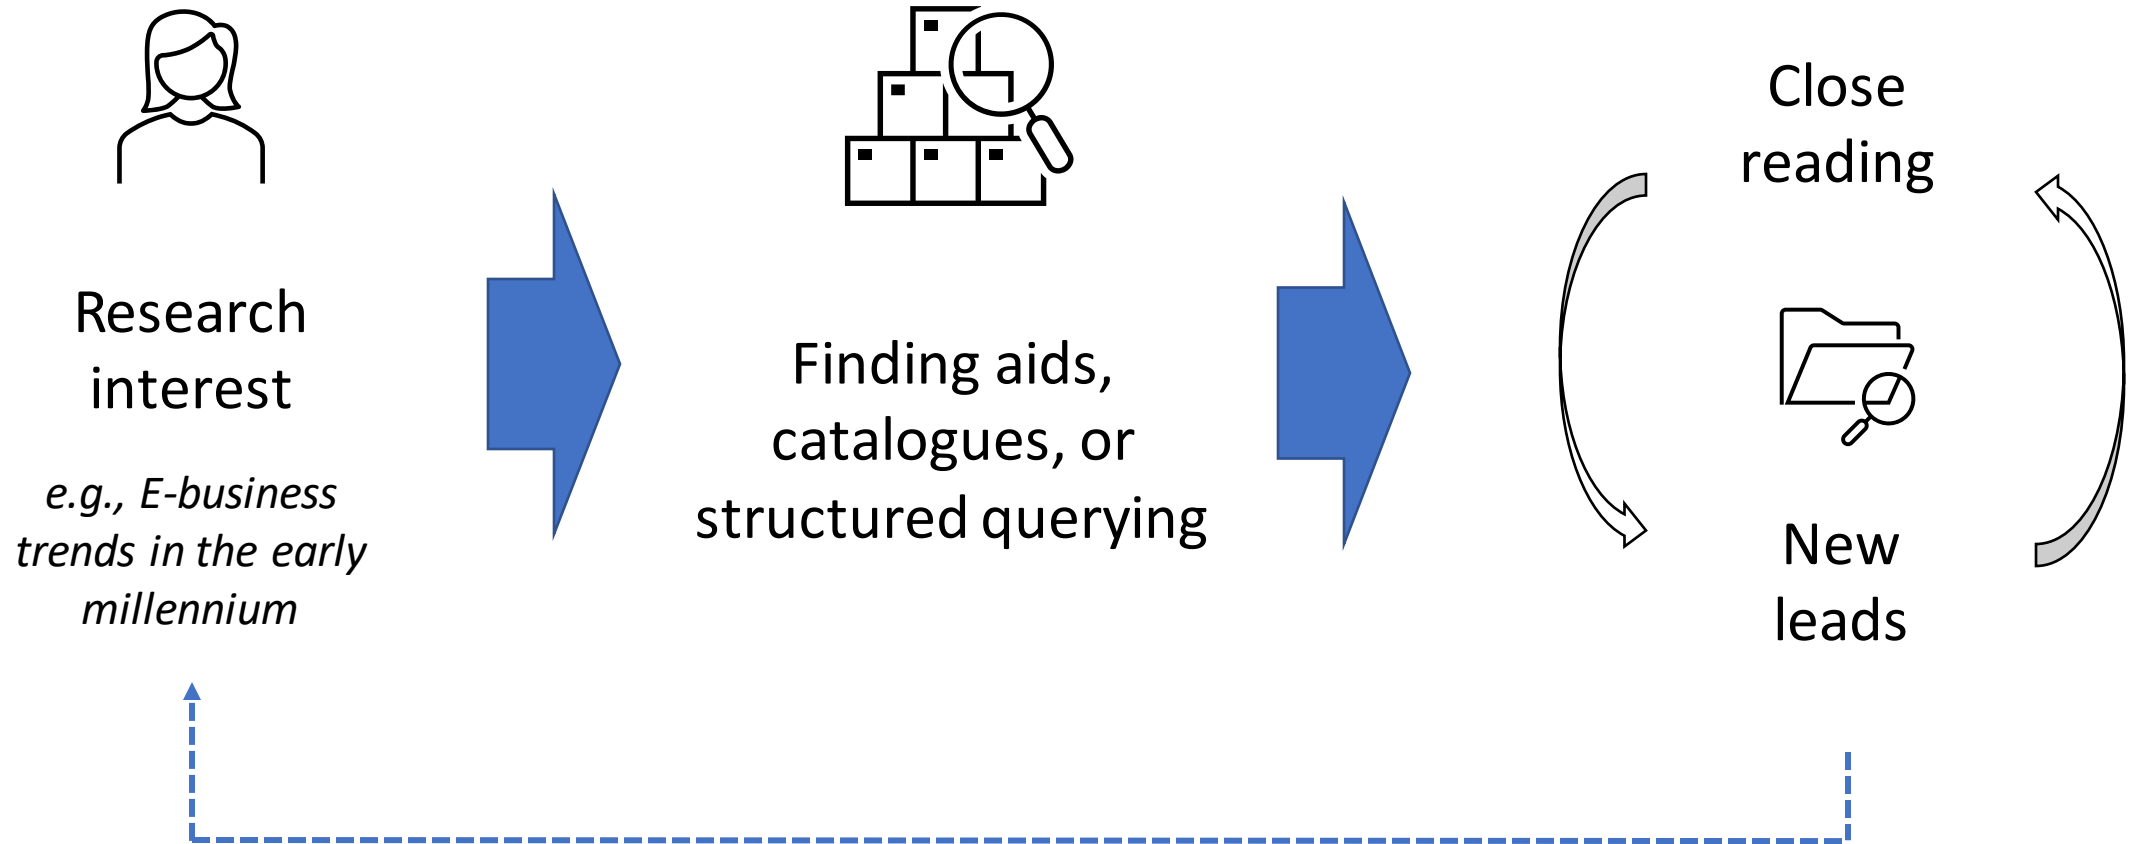 Research
interest
e.g., E-business
trends in the early
millennium
Finding aids,
catalogues, or
structured querying
Close
reading
New
leads